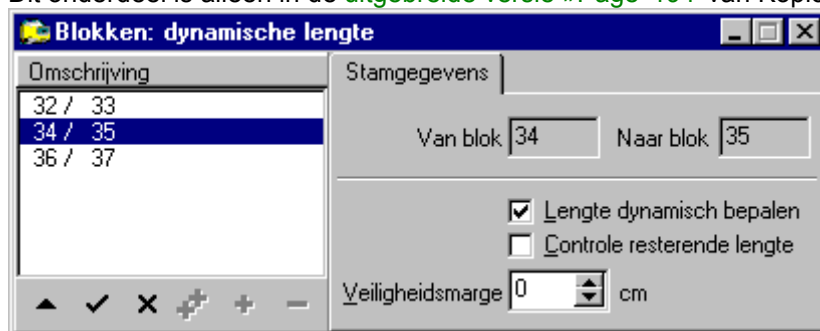 Blokken: dynamische lengte
Omschrijving
32 / 33
34 / 35
36 / 37
Stamgegevens
Van blok 34 Naar blok 35
Lengte dynamisch bepalen
Controle resterende lengte
Veiligheidsmarge 0 cm